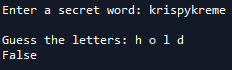 Enter a secret word: krispykreme
Guess the letters: h o l d
False